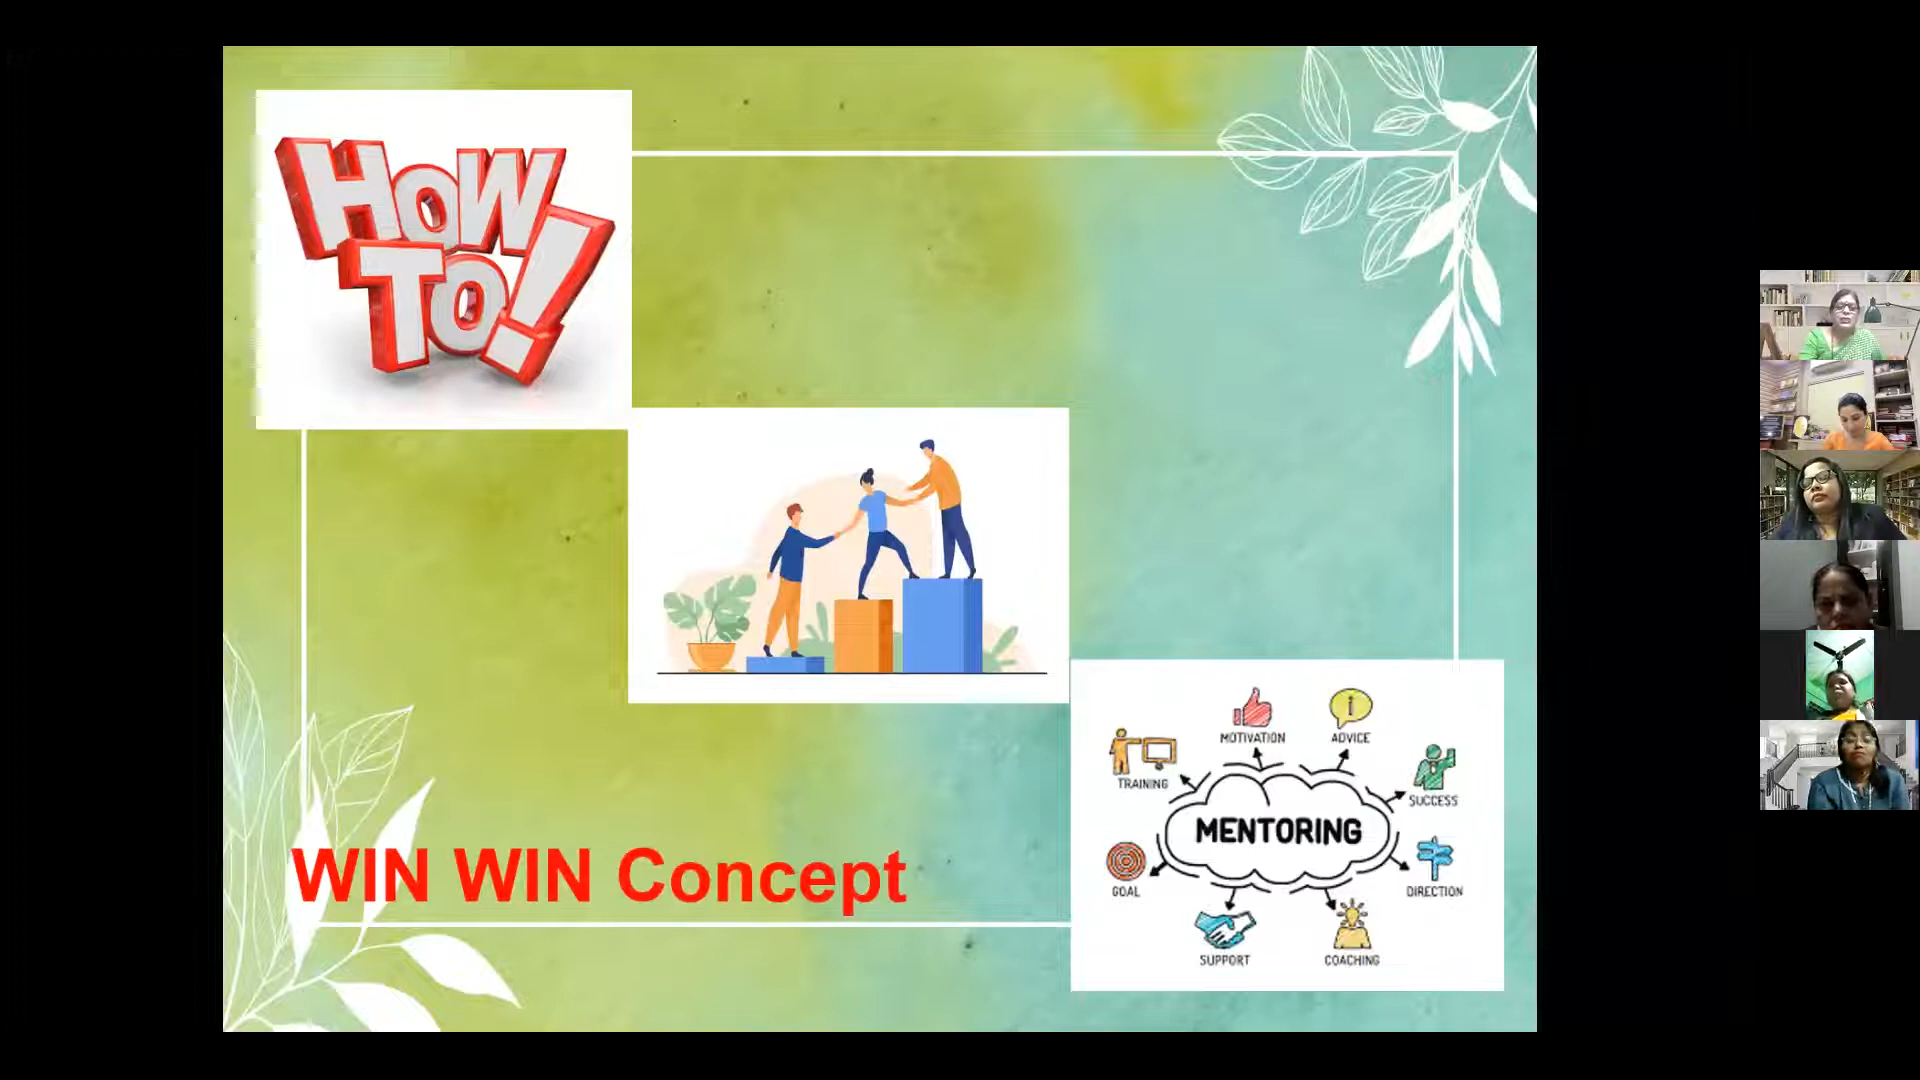 HOW
TO!
WIN WIN Concept
MENTORING
MOTIVATION
ADVICE
TRAINING
SUCCESS
GOAL
DIRECTION
SUPPORT
COACHING